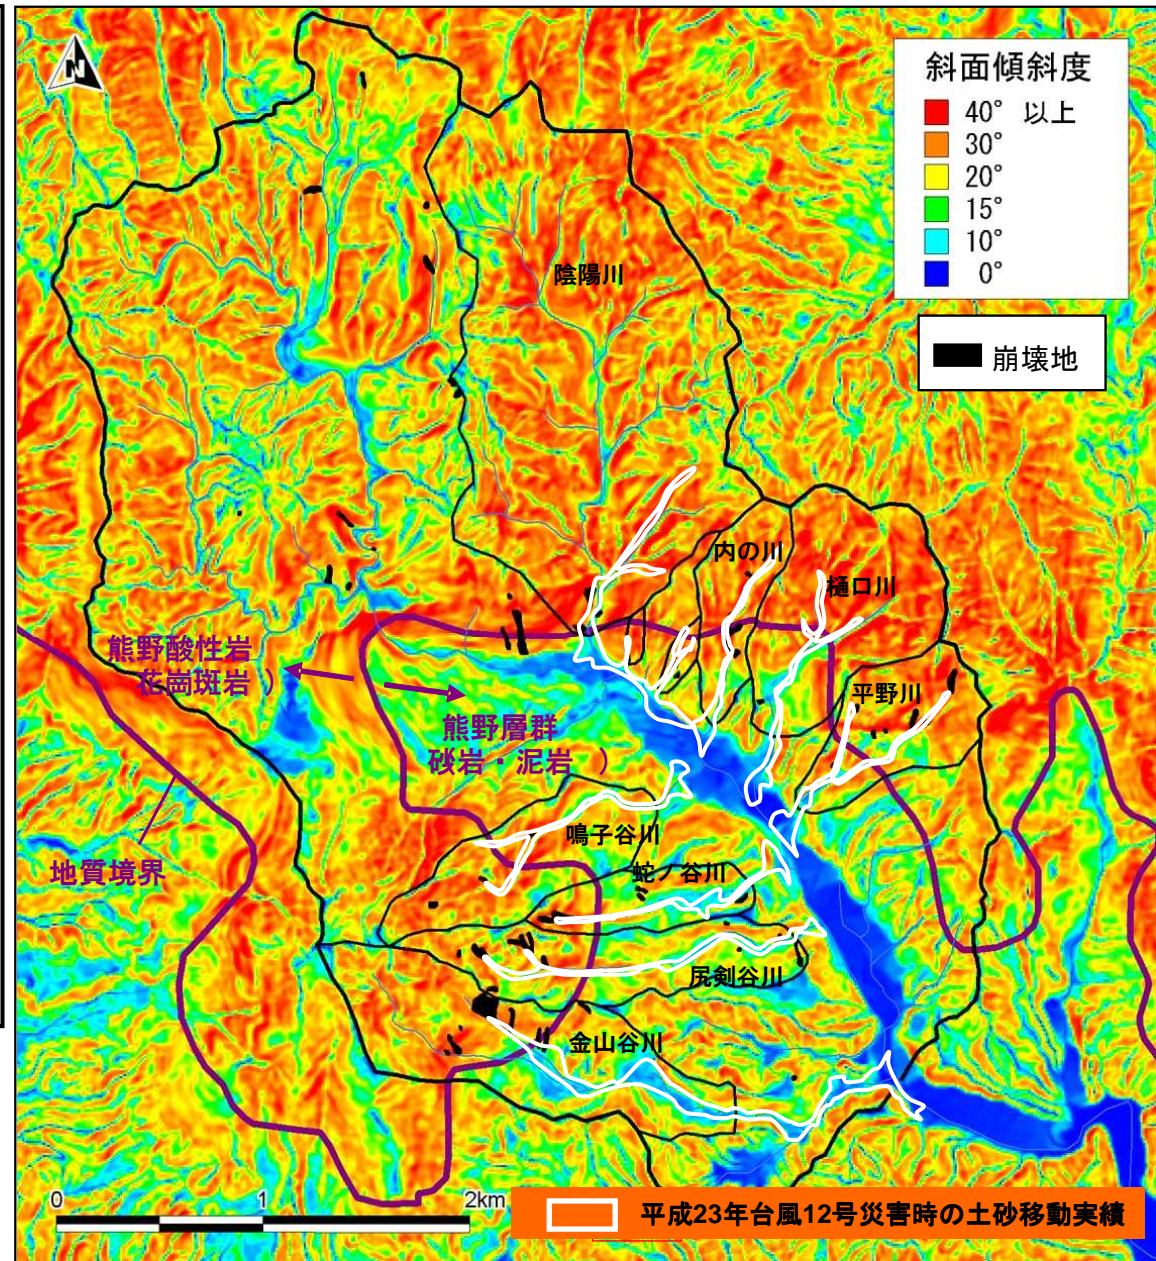 N
斜面傾斜度
40° 以上
30°
20°
15°
10°
0°
崩壊地
陰陽川
内の川
樋口川
熊野酸性岩
花崗斑岩 ）
平野川
熊野層群
砂岩・泥岩 ）
地質境界
鳴子谷川
蛇ノ谷川
尻剣谷川
金山谷川
0 1 2km
平成23年台風12号災害時の土砂移動実績